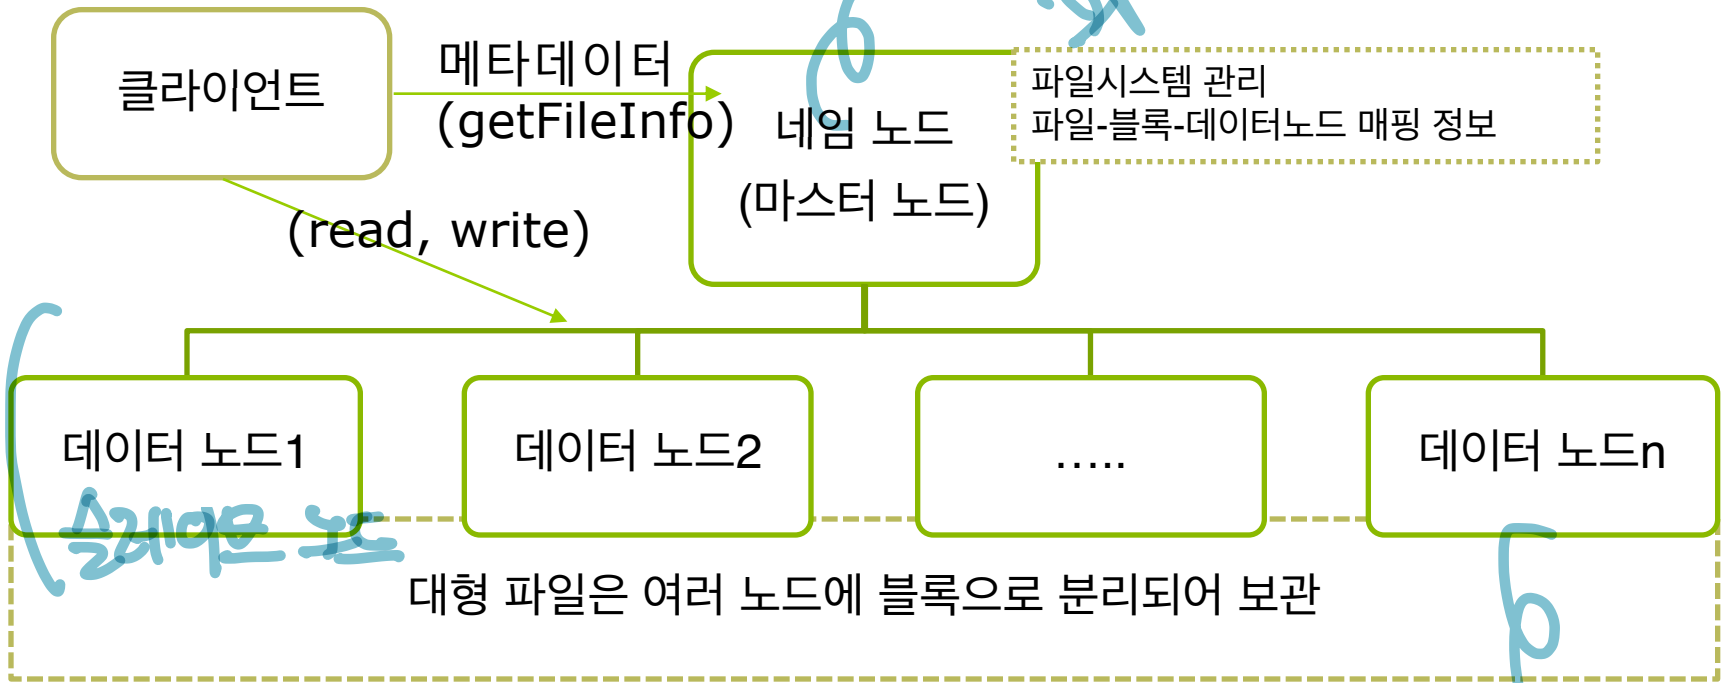 클라이언트
메타데이터
(getFileInfo)
네임 노드
(마스터 노드)
파일시스템 관리
파일-블록-데이터노드 매핑 정보
(read, write)
데이터 노드1
데이터 노드2
.....
데이터 노드n
슬레이브 노드
대형 파일은 여러 노드에 블록으로 분리되어 보관